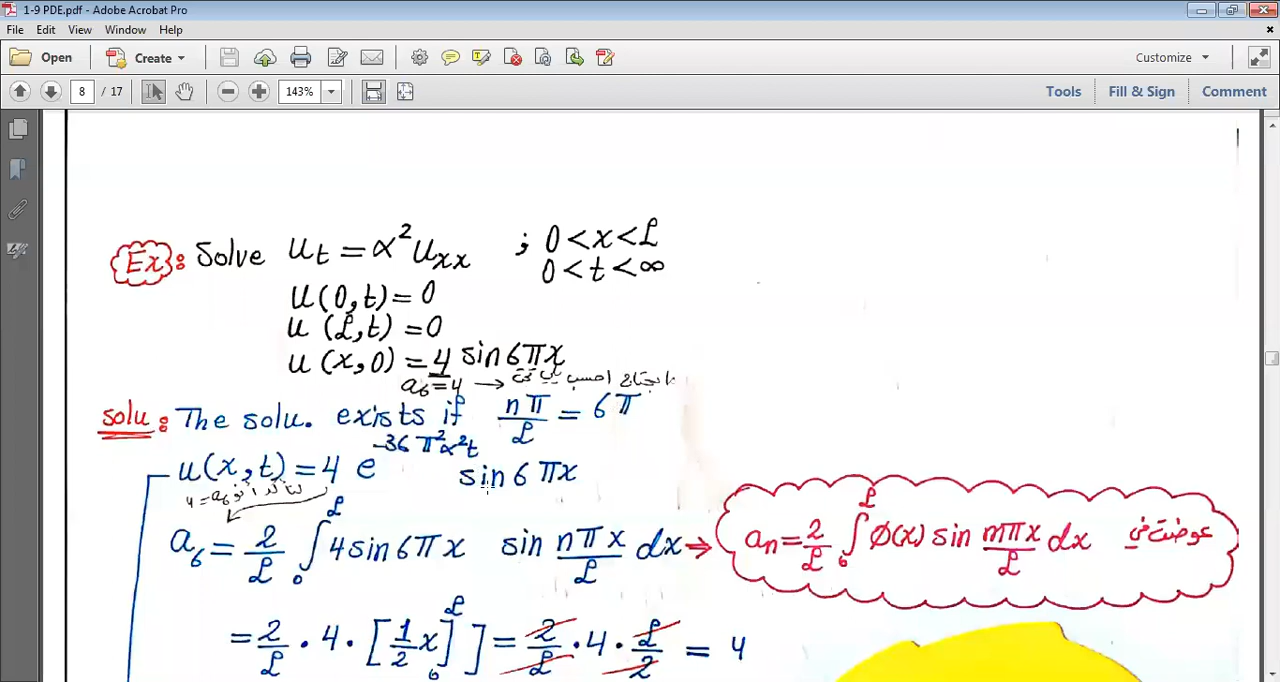 1-9 PDE.pdf - Adobe Acrobat Pro
File Edit View Window Help
Open Create Customize
8 / 17 143% Tools Fill & Sign Comment
Ex: Solve u_t = α² u_xx ; 0 < x < L
0 < t < ∞
u(0,t) = 0
u(L,t) = 0
u(x,0) = 4 sin 6πx
a₆ = 4 → احسب
solu: The solu. exists if nπ/L = 6π
u(x,t) = 4 e^(-36π²α²t) sin 6πx
a₆ = 4
a₆ = 2/L ∫₀^L 4 sin 6πx sin nπx/L dx ⇒ aₙ = 2/L ∫₀^L φ(x) sin mπx/L dx عوضت في
= 2/L · 4 · [1/2 x]₀^L ] = 2/L · 4 · L/2 = 4